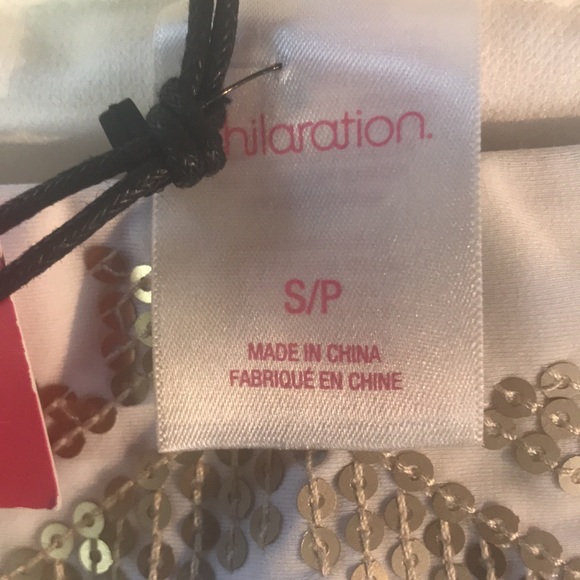 hilaration.
S/P
MADE IN CHINA
FABRIQUÉ EN CHINE